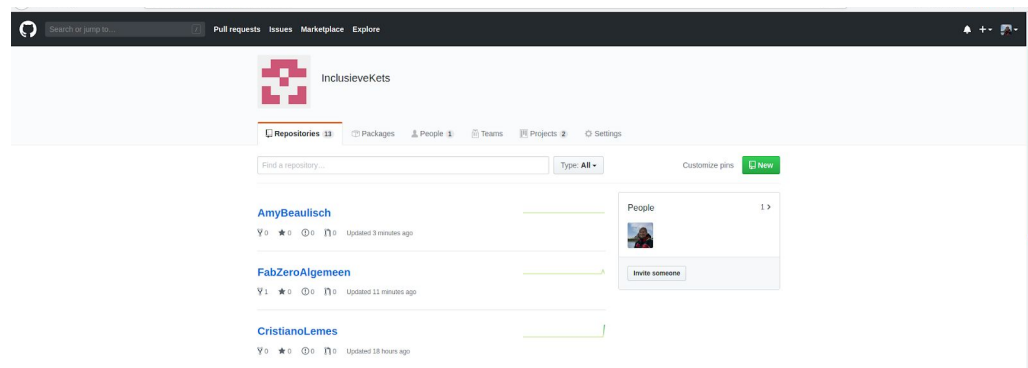 Search or jump to... /
Pull requests Issues Marketplace Explore
InclusieveKets
Repositories 13 Packages People 1 Teams Projects 2 Settings
Find a repository... Type: All Customize pins New
AmyBeaulisch
0 0 0 0 Updated 3 minutes ago
People 1
Invite someone
FabZeroAlgemeen
1 0 0 0 Updated 11 minutes ago
CristianoLemes
0 0 0 0 Updated 18 hours ago